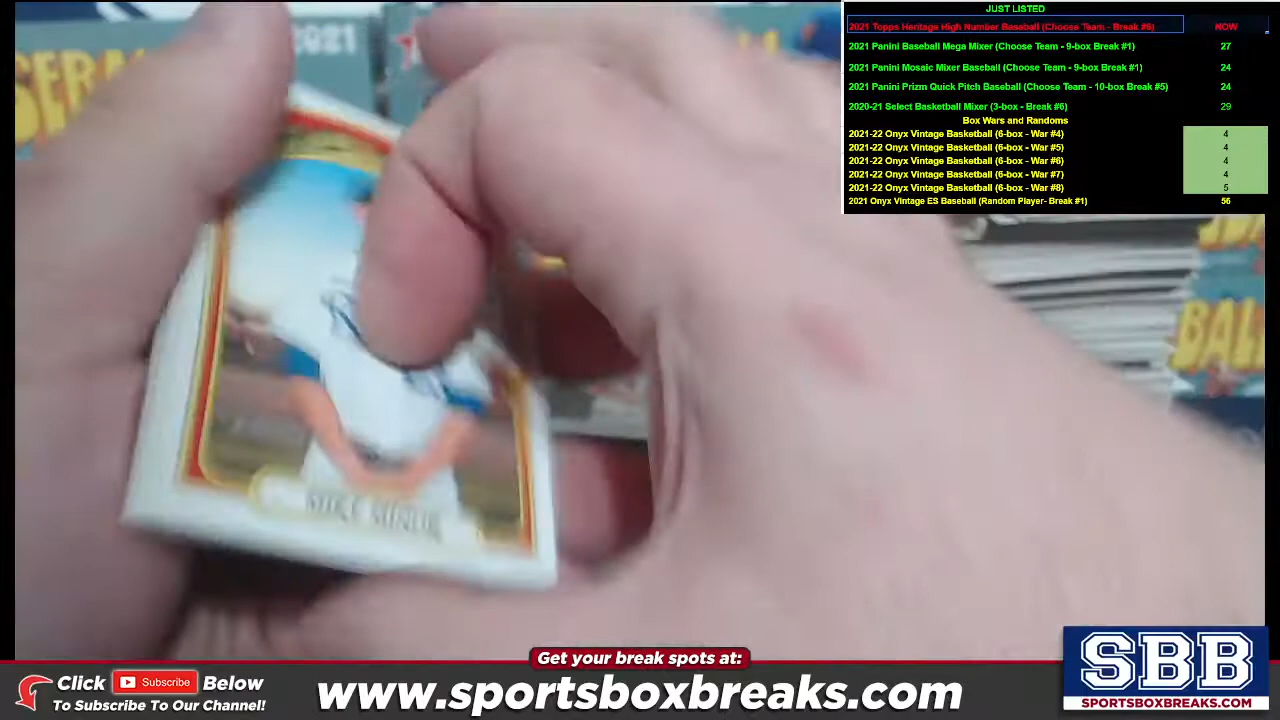 JUST LISTED
2021 Topps Heritage High Number Baseball (Choose Team - Break #6) NOW
2021 Panini Baseball Mega Mixer (Choose Team - 9-box Break #1) 27
2021 Panini Mosaic Mixer Baseball (Choose Team - 9-box Break #1) 24
2021 Panini Prizm Quick Pitch Baseball (Choose Team - 10-box Break #5) 24
2020-21 Select Basketball Mixer (3-box - Break #6) 29
Box Wars and Randoms
2021-22 Onyx Vintage Basketball (6-box - War #4) 4
2021-22 Onyx Vintage Basketball (6-box - War #5) 4
2021-22 Onyx Vintage Basketball (6-box - War #6) 4
2021-22 Onyx Vintage Basketball (6-box - War #7) 4
2021-22 Onyx Vintage Basketball (6-box - War #8) 5
2021 Onyx Vintage ES Baseball (Random Player- Break #1) 56
MIKE MINOR
Get your break spots at:
Click Subscribe Below
To Subscribe To Our Channel!
www.sportsboxbreaks.com
SBB
SPORTSBOXBREAKS.COM